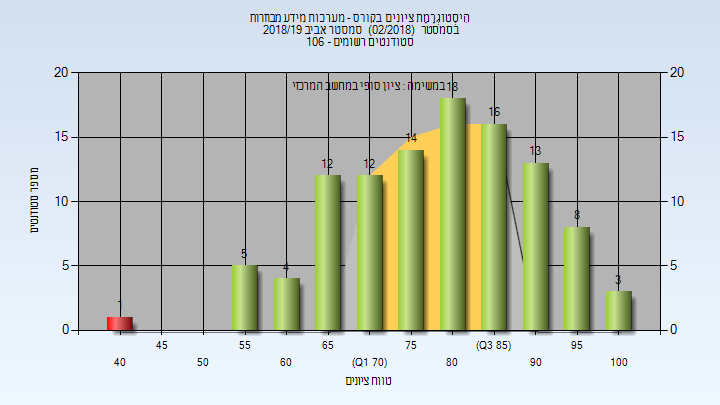 היסטוגרמת ציונים בקורס - מערכות מידע מבוזרות
בסמסטר (02/2018) סמסטר אביב 2018/19
סטודנטים רשומים - 106
במשימה : ציון סופי במחשב המרכזי
מספר סטודנטים
20 20
15 15
10 10
5 5
0 0
1 5 4 12 12 14 18 16 13 8 3
45 55 65 75 (Q3 85) 95
40 50 60 (Q1 70) 80 90 100
טווח ציונים